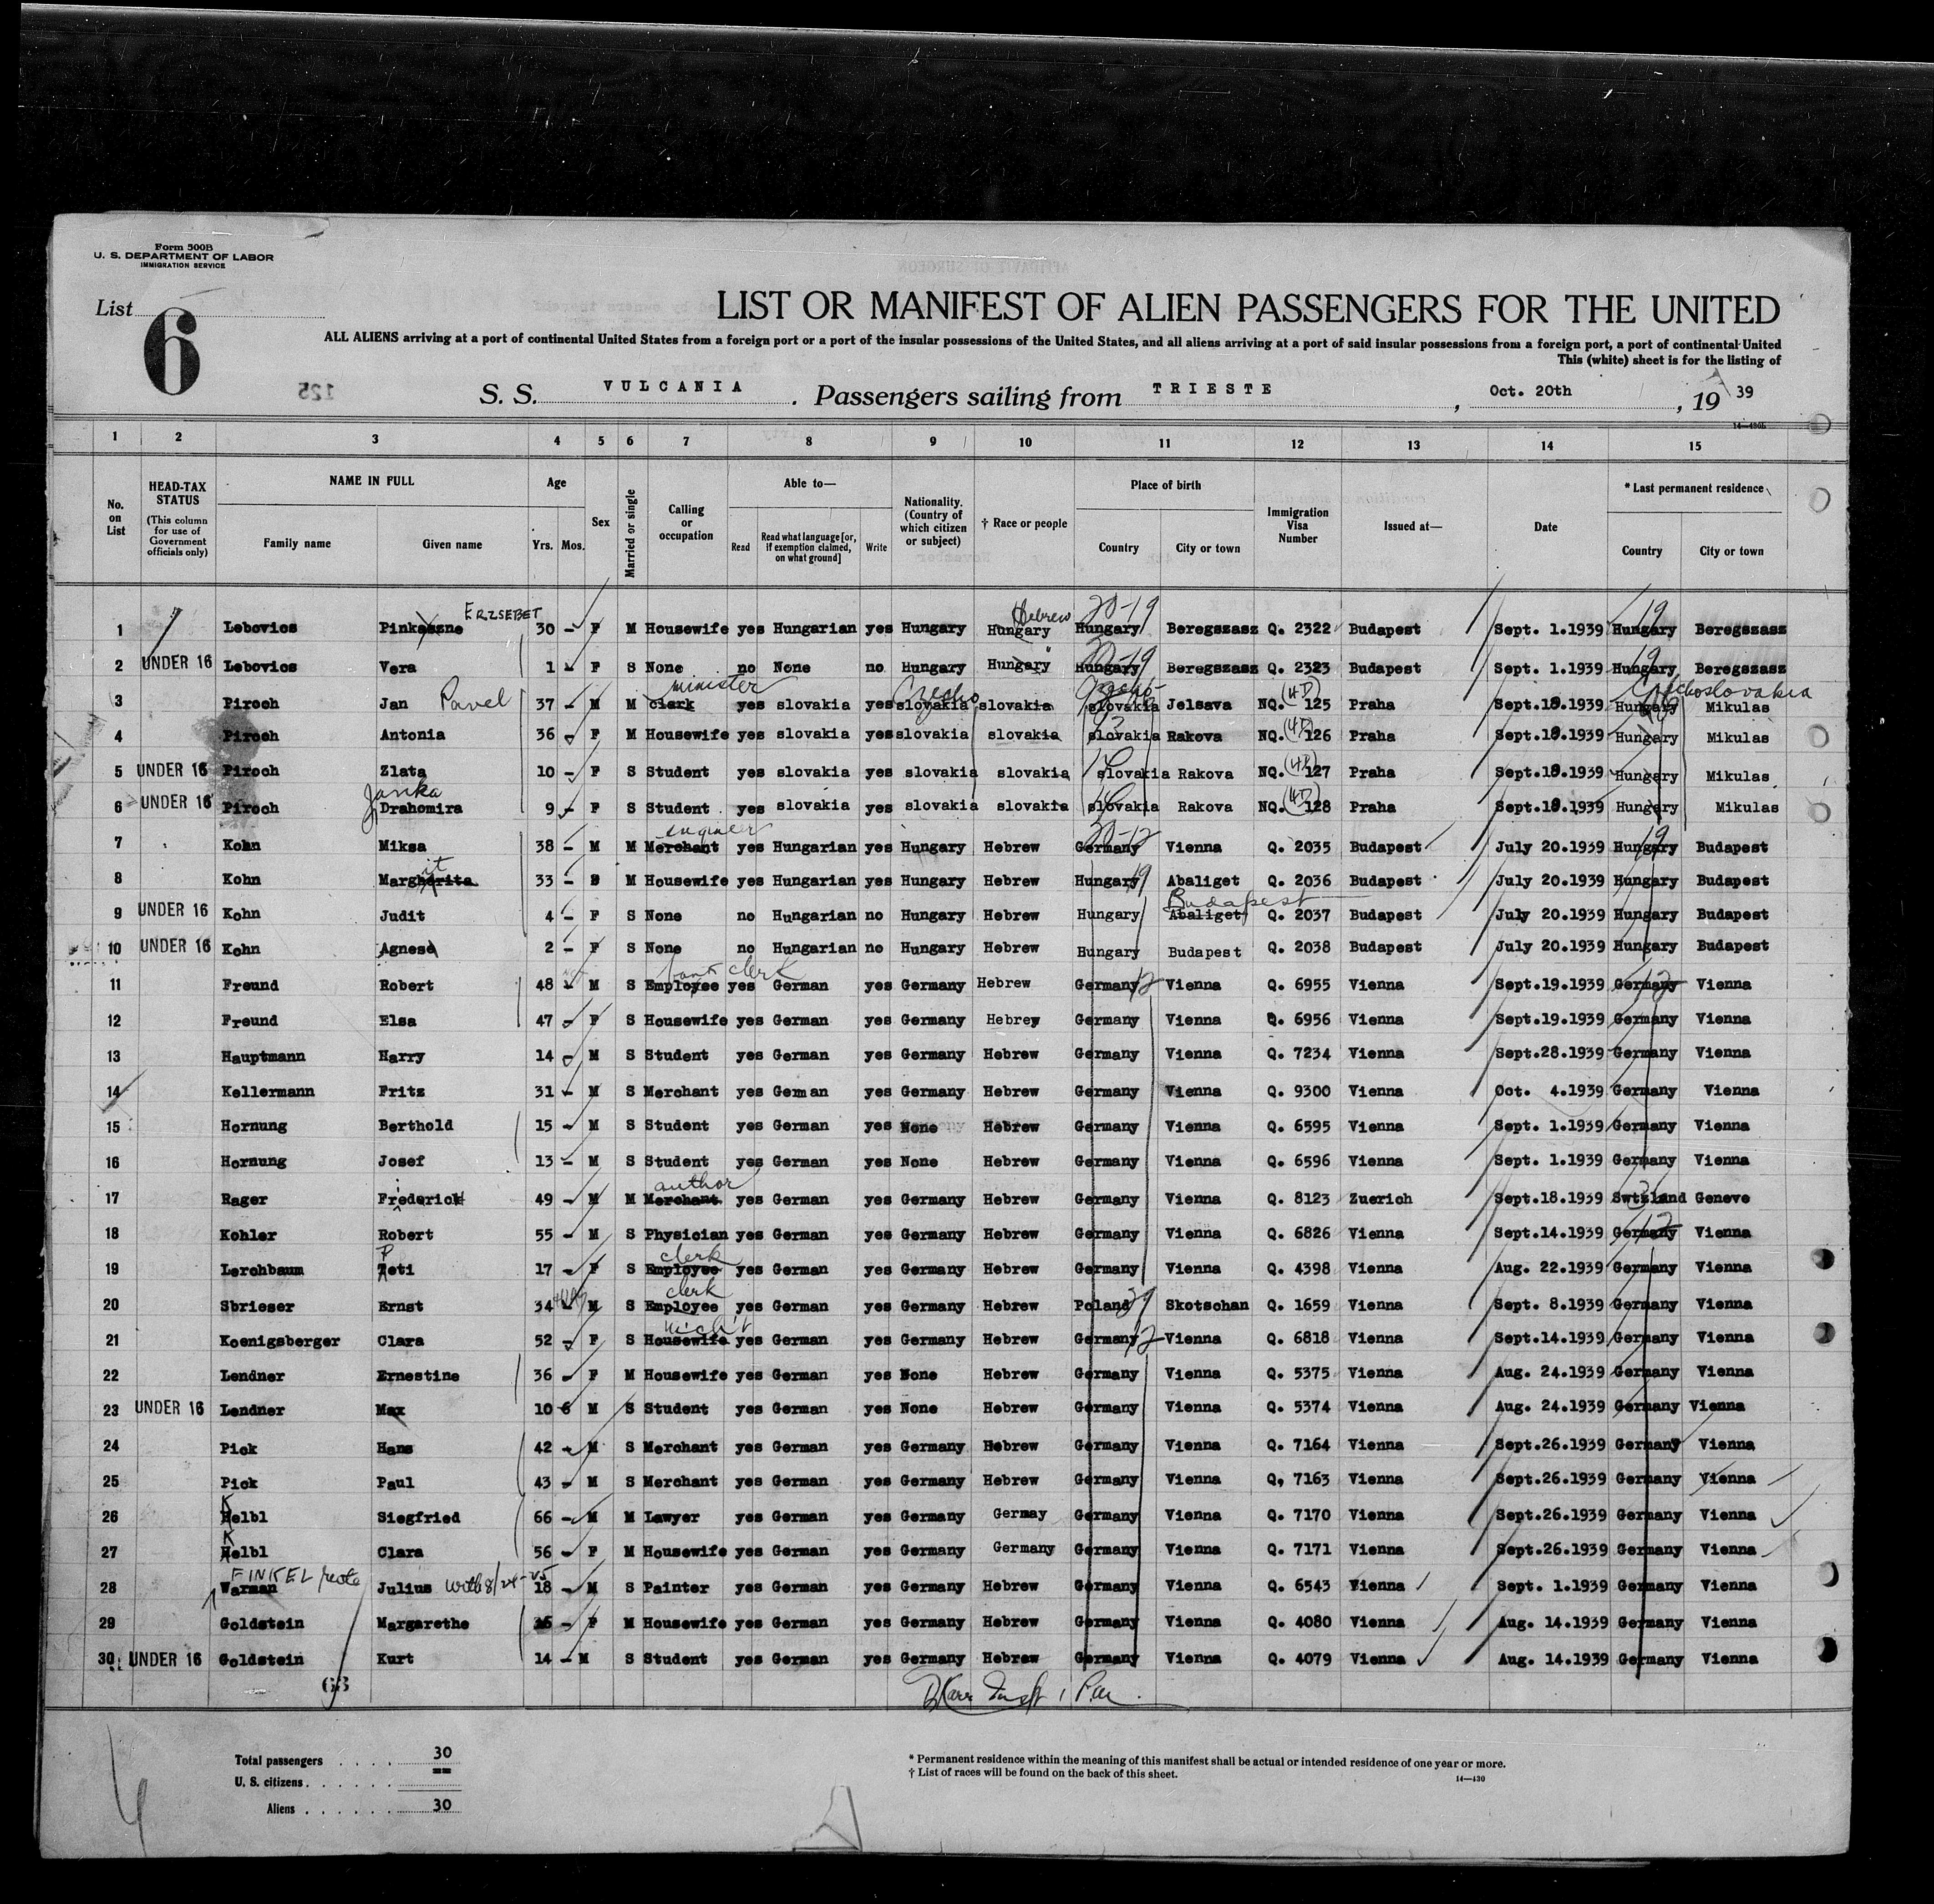 Form 500B
U. S. DEPARTMENT OF LABOR
IMMIGRATION SERVICE
List 6
LIST OR MANIFEST OF ALIEN PASSENGERS FOR THE UNITED
ALL ALIENS arriving at a port of continental United States from a foreign port or a port of the insular possessions of the United States, and all aliens arriving at a port of said insular possessions from a foreign port, a port of continental United
This (white) sheet is for the listing of
125
S. S. VULCANIA . Passengers sailing from TRIESTE , Oct. 20th , 19 39
14—430b
1 2 3 4 5 6 7 8 9 10 11 12 13 14 15
No. on List
HEAD-TAX STATUS
(This column for use of Government officials only)
NAME IN FULL
Family name Given name
Age
Yrs. Mos.
Sex
Married or single
Calling or occupation
Able to—
Read Read what language [or, if exemption claimed, on what ground] Write
Nationality. (Country of which citizen or subject)
† Race or people
Place of birth
Country City or town
Immigration Visa Number
Issued at—
Date
* Last permanent residence
Country City or town
ERZSEBET Hebrew 20-19 19
1 Lebovics Pinkaszne 30 – F M Housewife yes Hungarian yes Hungary Hungary Hungary Beregszasz Q. 2322 Budapest Sept. 1.1939 Hungary Beregszasz
2 UNDER 16 Lebovics Vera 1 – F S None no None no Hungary Hungary " Hungary Beregszasz Q. 2323 Budapest Sept. 1.1939 Hungary Beregszasz
minister Czecho Czecho- Czechoslovakia
3 Piroch Jan Pavel 37 – M M Clerk yes slovakia yes slovakia slovakia slovakia Jelsava NQ. (4D) 125 Praha Sept.18.1939 Hungary Mikulas
4 Piroch Antonia 36 – F M Housewife yes slovakia yes slovakia slovakia slovakia Rakova NQ. (4D) 126 Praha Sept.18.1939 Hungary Mikulas
5 UNDER 16 Piroch Zlata 10 – F S Student yes slovakia yes slovakia slovakia slovakia Rakova NQ. (4D) 127 Praha Sept.18.1939 Hungary Mikulas
Janka
6 UNDER 16 Piroch Drahomira 9 – F S Student yes slovakia yes slovakia slovakia slovakia Rakova NQ. (4D) 128 Praha Sept.18.1939 Hungary Mikulas
engineer 20-12 19
7 Kohn Miksa 38 – M M Merchant yes Hungarian yes Hungary Hebrew Germany Vienna Q. 2035 Budapest July 20.1939 Hungary Budapest
it
8 Kohn Margherita 33 – M Housewife yes Hungarian yes Hungary Hebrew Hungary 19 Abaliget Q. 2036 Budapest July 20.1939 Hungary Budapest
Budapest
9 UNDER 16 Kohn Judit 4 – F S None no Hungarian no Hungary Hebrew Hungary Abaliget Q. 2037 Budapest July 20.1939 Hungary Budapest
10 UNDER 16 Kohn Agnese 2 – F S None no Hungarian no Hungary Hebrew Hungary Budapest Q. 2038 Budapest July 20.1939 Hungary Budapest
bank clerk
11 Freund Robert 48 M S Employee yes German yes Germany Hebrew Germany 12 Vienna Q. 6955 Vienna Sept.19.1939 Germany 12 Vienna
12 Freund Elsa 47 – F S Housewife yes German yes Germany Hebrey Germany Vienna Q. 6956 Vienna Sept.19.1939 Germany Vienna
13 Hauptmann Harry 14 – M S Student yes German yes Germany Hebrew Germany Vienna Q. 7234 Vienna Sept.28.1939 Germany Vienna
14 Kellermann Fritz 31 – M S Merchant yes German yes Germany Hebrew Germany Vienna Q. 9300 Vienna Oct. 4.1939 Germany Vienna
15 Hornung Berthold 15 – M S Student yes German yes None Hebrew Germany Vienna Q. 6595 Vienna Sept. 1.1939 Germany Vienna
16 Hornung Josef 13 – M S Student yes German yes None Hebrew Germany Vienna Q. 6596 Vienna Sept. 1.1939 Germany Vienna
author
17 Rager Frederick 49 – M M Merchant yes German yes Germany Hebrew Germany Vienna Q. 8123 Zuerich Sept.18.1939 Swtzland Geneve
18 Kohler Robert 55 – M S Physician yes German yes Germany Hebrew Germany Vienna Q. 6826 Vienna Sept.14.1939 Germany 12 Vienna
P clerk
19 Lerchbaum Zeti 17 – F S Employee yes German yes Germany Hebrew Germany Vienna Q. 4398 Vienna Aug. 22.1939 Germany Vienna
clerk
20 Sbrieser Ernst 34 M S Employee yes German yes Germany Hebrew Poland 29 Skotschan Q. 1659 Vienna Sept. 8.1939 Germany Vienna
21 Koenigsberger Clara 52 – F S Housewife yes German yes Germany Hebrew Germany 12 Vienna Q. 6818 Vienna Sept.14.1939 Germany Vienna
22 Lendner Ernestine 36 – F M Housewife yes German yes None Hebrew Germany Vienna Q. 5375 Vienna Aug. 24.1939 Germany Vienna
23 UNDER 16 Lendner Max 10 6 M S Student yes German yes None Hebrew Germany Vienna Q. 5374 Vienna Aug. 24.1939 Germany Vienna
24 Pick Hans 42 – M S Merchant yes German yes Germany Hebrew Germany Vienna Q. 7164 Vienna Sept.26.1939 Germany Vienna
25 Pick Paul 43 – M S Merchant yes German yes Germany Hebrew Germany Vienna Q, 7163 Vienna Sept.26.1939 Germany Vienna
K
26 Helbl Siegfried 66 – M M Lawyer yes German yes Germany Germay Germany Vienna Q. 7170 Vienna Sept.26.1939 Germany Vienna
K
27 Helbl Clara 56 – F M Housewife yes German yes Germany Germany Germany Vienna Q. 7171 Vienna Sept.26.1939 Germany Vienna
FINKEL
28 Warman Julius 18 – M S Painter yes German yes Germany Hebrew Germany Vienna Q. 6543 Vienna Sept. 1.1939 Germany Vienna
29 Goldstein Margarethe – F M Housewife yes German yes Germany Hebrew Germany Vienna Q. 4080 Vienna Aug. 14.1939 Germany Vienna
30 UNDER 16 Goldstein Kurt 14 – M S Student yes German yes Germany Hebrew Germany Vienna Q. 4079 Vienna Aug. 14.1939 Germany Vienna
63
Total passengers . . . . 30
U. S. citizens . . . . . .
Aliens . . . . . . 30
* Permanent residence within the meaning of this manifest shall be actual or intended residence of one year or more.
† List of races will be found on the back of this sheet.
14—430